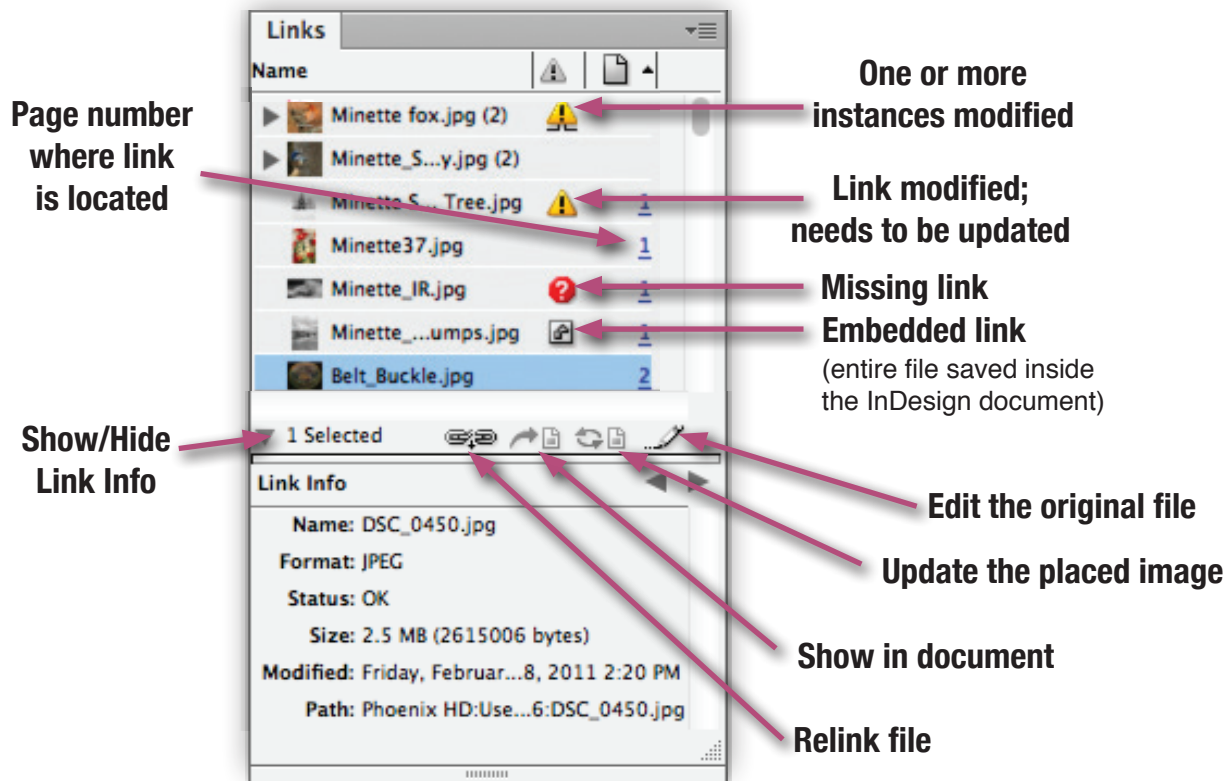 Links
Name
Minette fox.jpg (2)
Minette_S...y.jpg (2)
Minette S... Tree.jpg 1
Minette37.jpg 1
Minette_IR.jpg 1
Minette_...umps.jpg 1
Belt_Buckle.jpg 2
1 Selected
Link Info
Name: DSC_0450.jpg
Format: JPEG
Status: OK
Size: 2.5 MB (2615006 bytes)
Modified: Friday, Februar...8, 2011 2:20 PM
Path: Phoenix HD:Use...6:DSC_0450.jpg
Page number
where link
is located
Show/Hide
Link Info
One or more
instances modified
Link modified;
needs to be updated
Missing link
Embedded link
(entire file saved inside
the InDesign document)
Edit the original file
Update the placed image
Show in document
Relink file